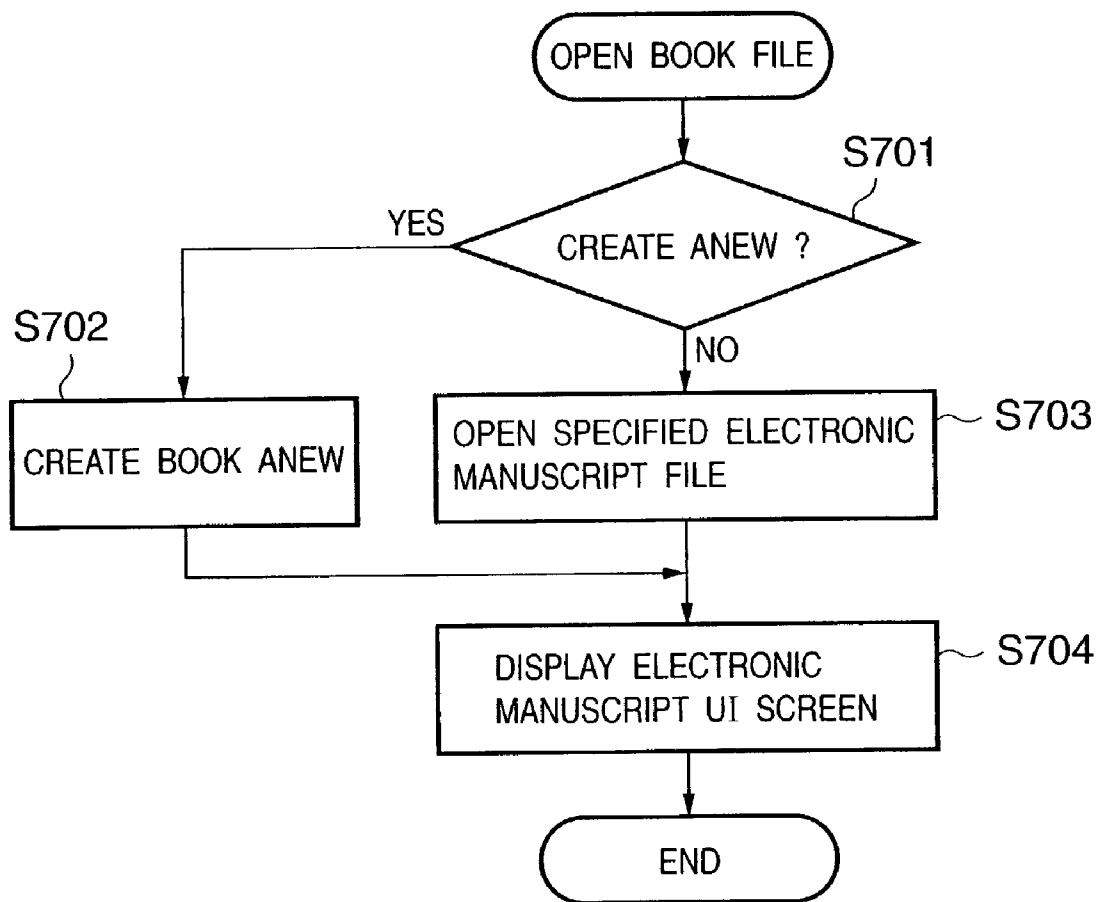 OPEN BOOK FILE
S701
YES
CREATE ANEW ?
S702
NO
CREATE BOOK ANEW
OPEN SPECIFIED ELECTRONIC
MANUSCRIPT FILE
S703
DISPLAY ELECTRONIC
MANUSCRIPT UI SCREEN
S704
END